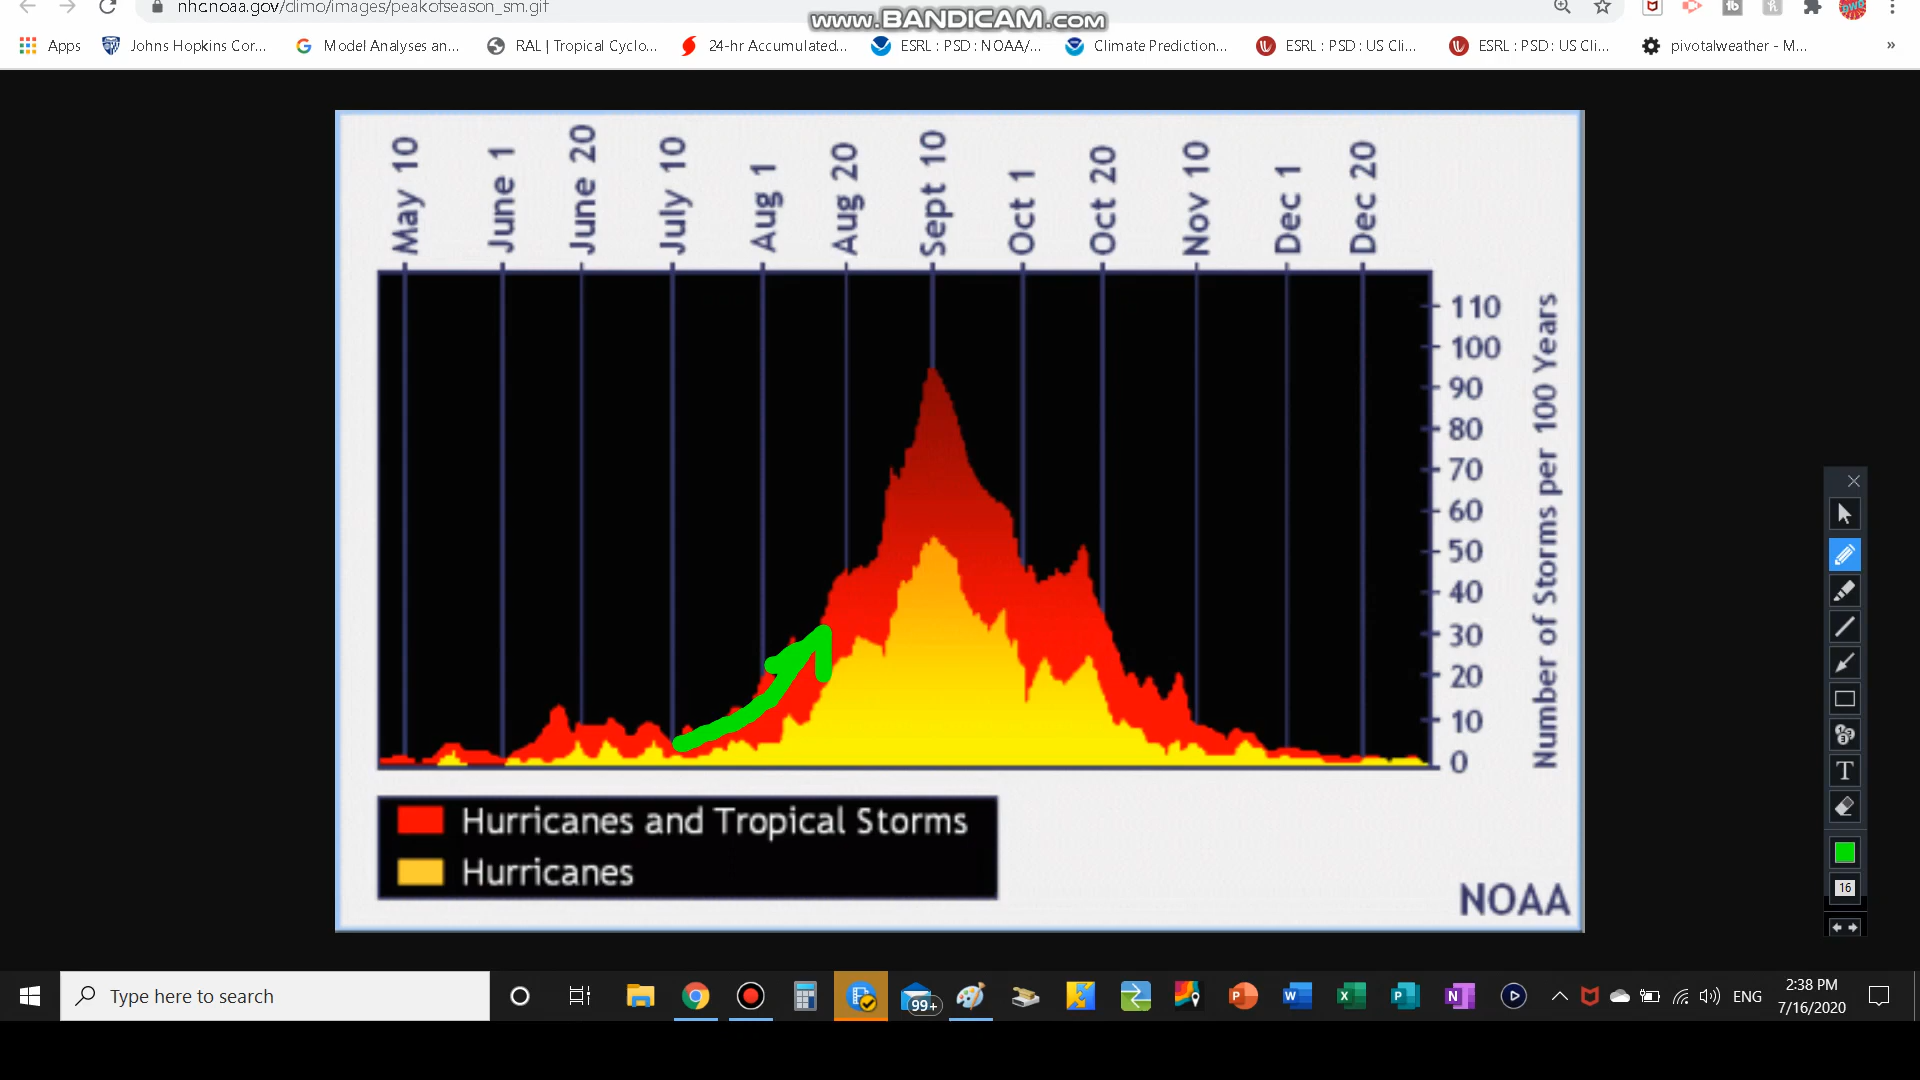 nhc.noaa.gov/climo/images/peakofseason_sm.gif
www.BANDICAM.com
Apps
Johns Hopkins Cor...
Model Analyses an...
RAL | Tropical Cyclo...
24-hr Accumulated...
ESRL : PSD : NOAA/...
Climate Prediction...
ESRL : PSD : US Cli...
ESRL : PSD : US Cli...
pivotalweather - M...
»
May 10
June 1
June 20
July 10
Aug 1
Aug 20
Sept 10
Oct 1
Oct 20
Nov 10
Dec 1
Dec 20
110
100
90
80
70
60
50
40
30
20
10
0
Number of Storms per 100 Years
Hurricanes and Tropical Storms
Hurricanes
NOAA
T
16
Type here to search
99+
ENG
2:38 PM
7/16/2020